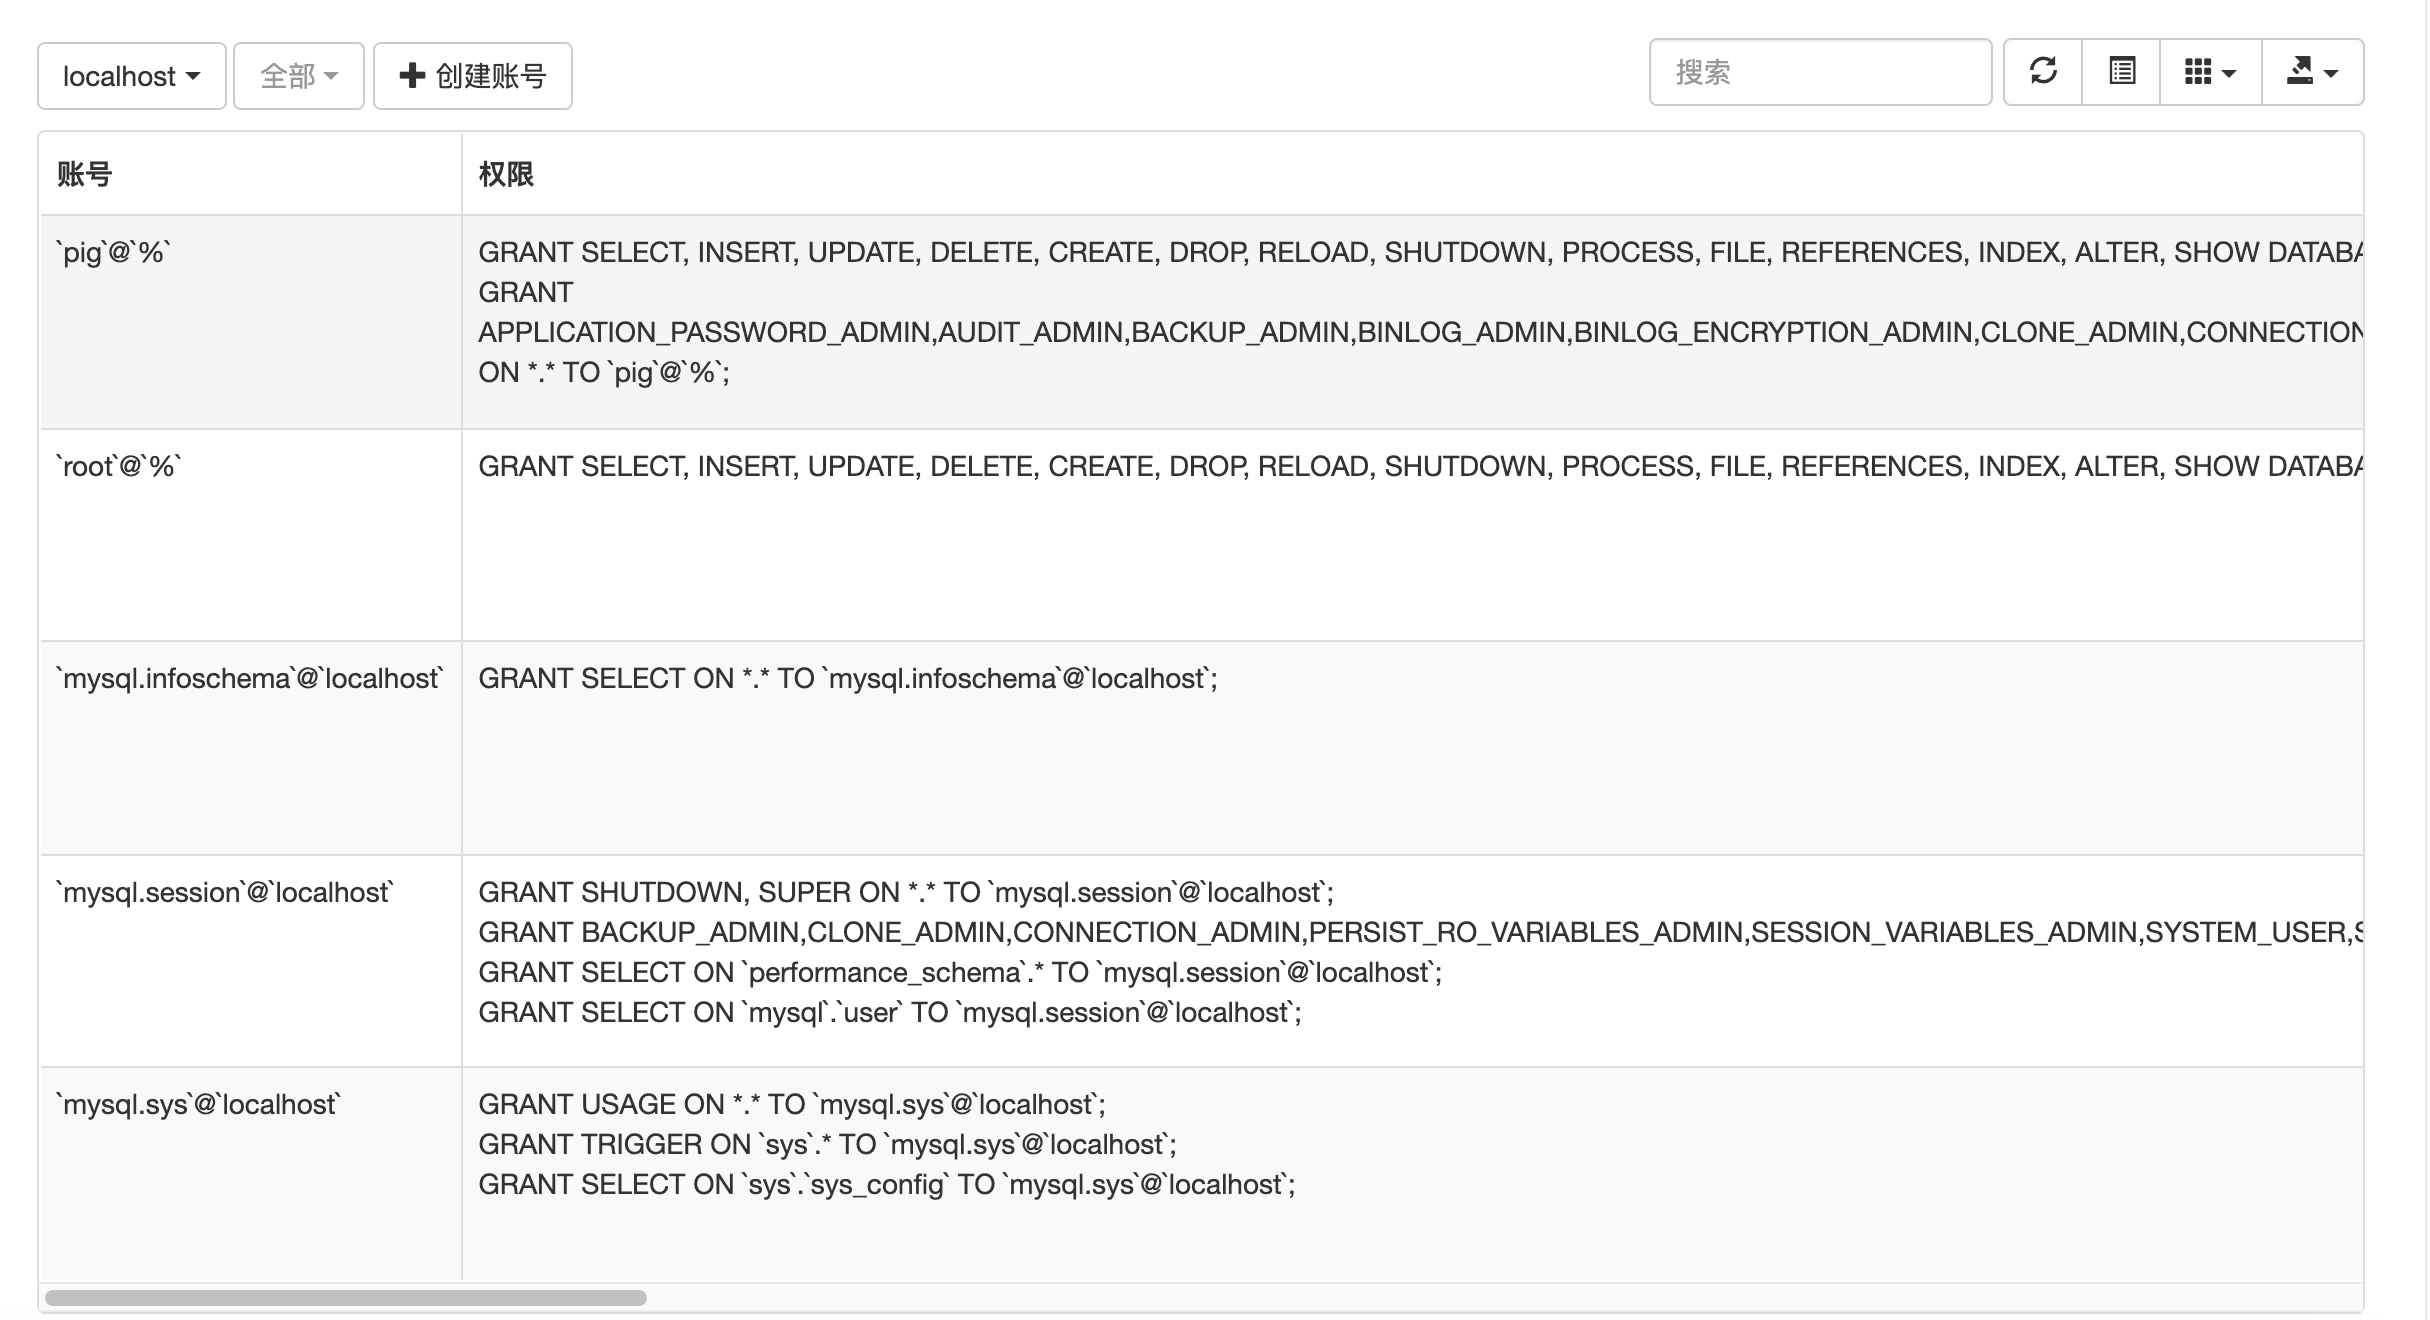 localhost 全部 创建账号 搜索
账号 权限
`pig`@`%` GRANT SELECT, INSERT, UPDATE, DELETE, CREATE, DROP, RELOAD, SHUTDOWN, PROCESS, FILE, REFERENCES, INDEX, ALTER, SHOW
GRANT
APPLICATION_PASSWORD_ADMIN,AUDIT_ADMIN,BACKUP_ADMIN,BINLOG_ADMIN,BINLOG_ENCRYPTION_ADMIN,CLONE_ADMIN,CONNECTION
ON *.* TO `pig`@`%`;
`root`@`%` GRANT SELECT, INSERT, UPDATE, DELETE, CREATE, DROP, RELOAD, SHUTDOWN, PROCESS, FILE, REFERENCES, INDEX, ALTER, SHOW
`mysql.infoschema`@`localhost` GRANT SELECT ON *.* TO `mysql.infoschema`@`localhost`;
`mysql.session`@`localhost` GRANT SHUTDOWN, SUPER ON *.* TO `mysql.session`@`localhost`;
GRANT BACKUP_ADMIN,CLONE_ADMIN,CONNECTION_ADMIN,PERSIST_RO_VARIABLES_ADMIN,SESSION_VARIABLES_ADMIN,SYSTEM_USER,
GRANT SELECT ON `performance_schema`.* TO `mysql.session`@`localhost`;
GRANT SELECT ON `mysql`.`user` TO `mysql.session`@`localhost`;
`mysql.sys`@`localhost` GRANT USAGE ON *.* TO `mysql.sys`@`localhost`;
GRANT TRIGGER ON `sys`.* TO `mysql.sys`@`localhost`;
GRANT SELECT ON `sys`.`sys_config` TO `mysql.sys`@`localhost`;